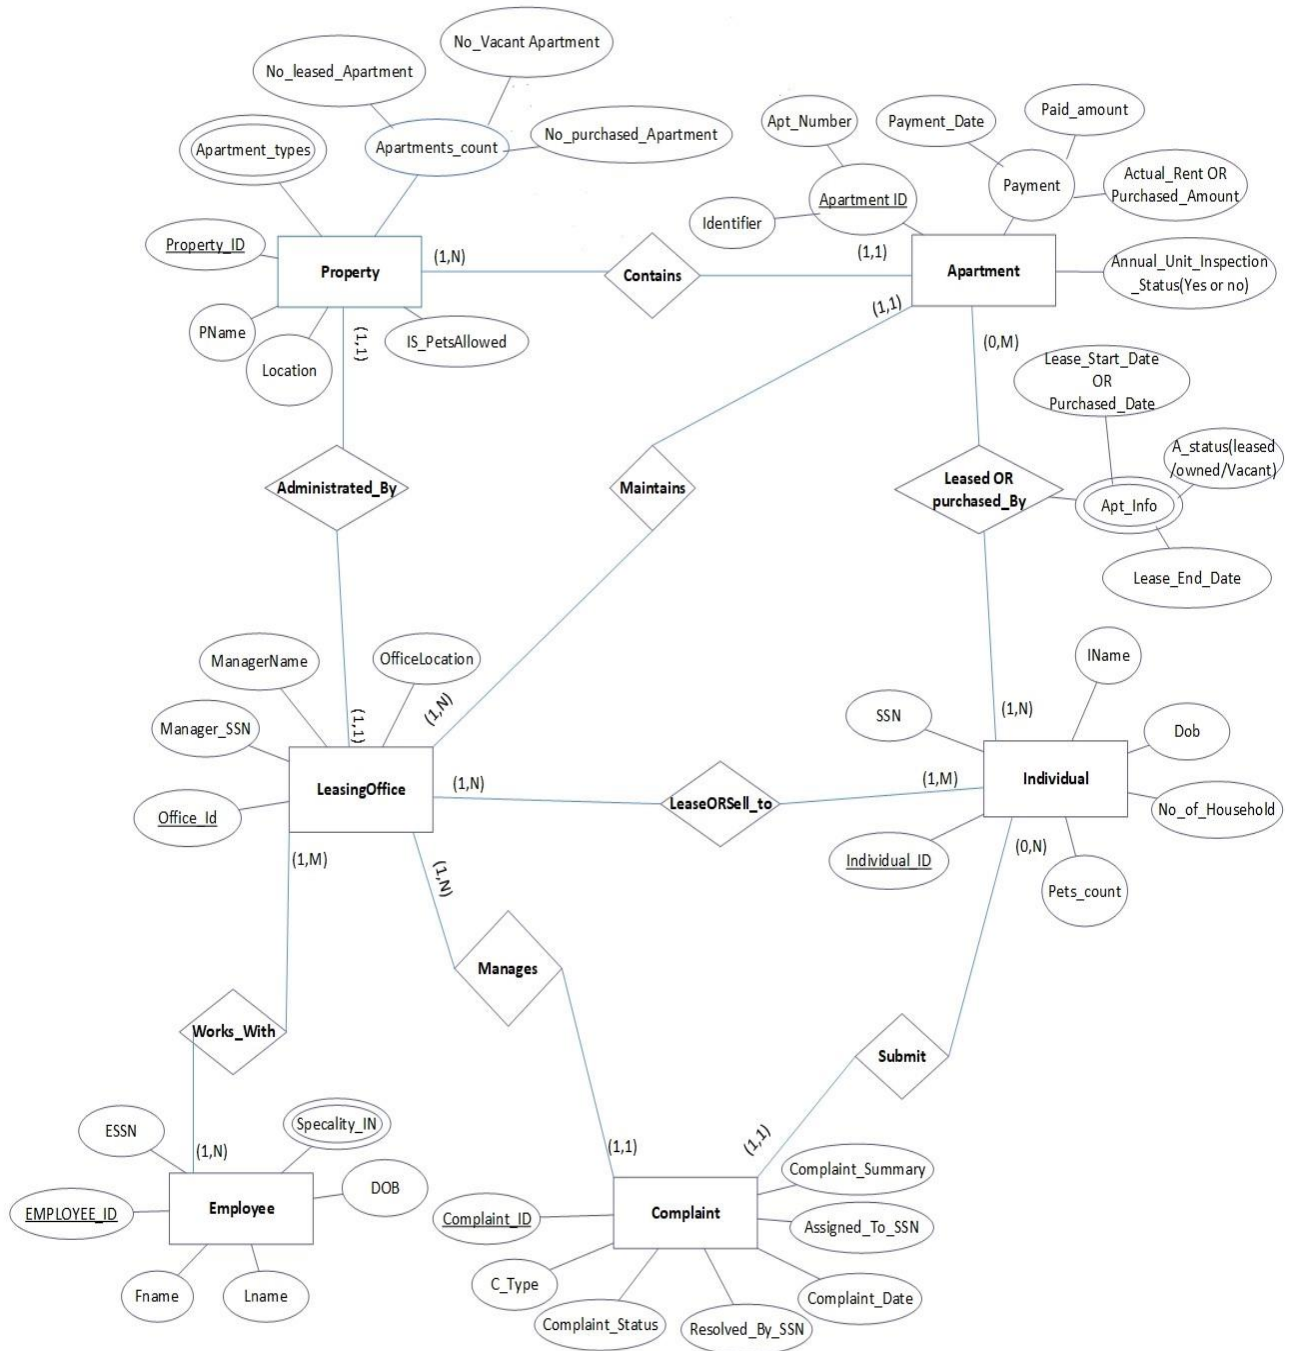 No_Vacant Apartment
No_leased_Apartment
Apartment_types
Apartments_count
No_purchased_Apartment
Apt_Number
Payment_Date
Paid_amount
Payment
Actual_Rent OR
Purchased_Amount
Apartment ID
Identifier
Property_ID
Property
(1,N)
Contains
(1,1)
Apartment
Annual_Unit_Inspection
_Status(Yes or no)
PName
Location
(1,1)
IS_PetsAllowed
(1,1)
(0,M)
Lease_Start_Date
OR
Purchased_Date
A_status(leased
/owned/Vacant)
Administrated_By
Maintains
Leased OR
purchased_By
Apt_Info
Lease_End_Date
ManagerName
OfficeLocation
Manager_SSN
(1,1)
(1,N)
IName
SSN
(1,N)
Dob
LeasingOffice
(1,N)
LeaseORSell_to
(1,M)
Individual
Office_Id
No_of_Household
(1,M)
(1,N)
Individual_ID
(0,N)
Pets_count
Manages
Works_With
Submit
ESSN
Specality_IN
(1,N)
(1,1)
(1,1)
DOB
EMPLOYEE_ID
Employee
Complaint_ID
Complaint
Complaint_Summary
Assigned_To_SSN
Fname
Lname
C_Type
Complaint_Status
Resolved_By_SSN
Complaint_Date